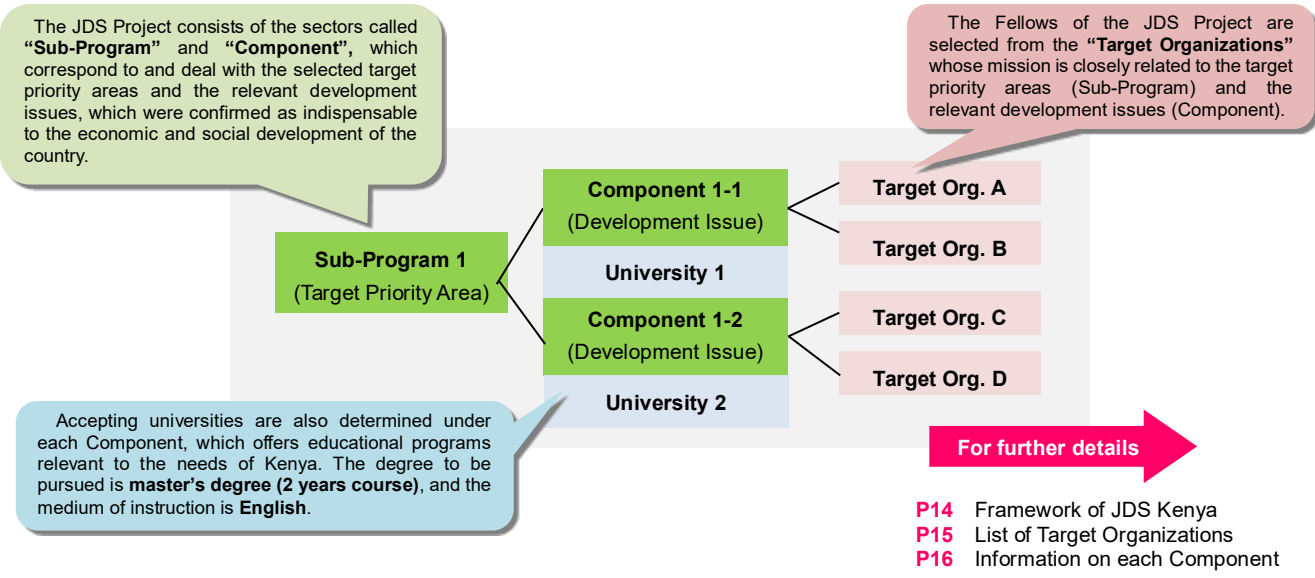 The JDS Project consists of the sectors called
“Sub-Program” and “Component”, which
correspond to and deal with the selected target
priority areas and the relevant development
issues, which were confirmed as indispensable
to the economic and social development of the
country.
The Fellows of the JDS Project are
selected from the “Target Organizations”
whose mission is closely related to the target
priority areas (Sub-Program) and the
relevant development issues (Component).
Sub-Program 1
(Target Priority Area)
Component 1-1
(Development Issue)
University 1
Component 1-2
(Development Issue)
University 2
Target Org. A
Target Org. B
Target Org. C
Target Org. D
Accepting universities are also determined under
each Component, which offers educational programs
relevant to the needs of Kenya. The degree to be
pursued is master’s degree (2 years course), and the
medium of instruction is English.
For further details
P14 Framework of JDS Kenya
P15 List of Target Organizations
P16 Information on each Component